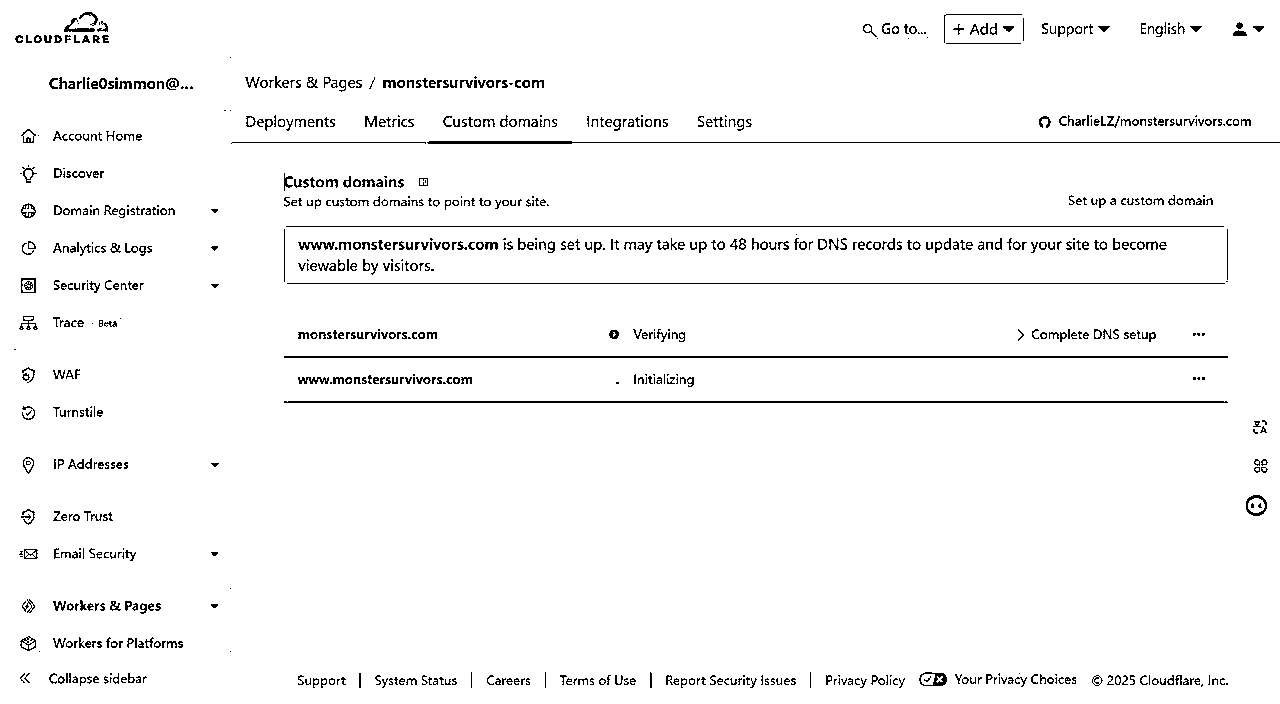 CLOUDFLARE
Go to...
+ Add
Support
English
Charlie0simmon@...
Workers & Pages / monstersurvivors-com
Deployments Metrics Custom domains Integrations Settings
CharlieLZ/monstersurvivors.com
Account Home
Discover
Domain Registration
Analytics & Logs
Security Center
Trace Beta
WAF
Turnstile
IP Addresses
Zero Trust
Email Security
Workers & Pages
Workers for Platforms
Collapse sidebar
Custom domains
Set up custom domains to point to your site.
Set up a custom domain
www.monstersurvivors.com is being set up. It may take up to 48 hours for DNS records to update and for your site to become
viewable by visitors.
monstersurvivors.com Verifying Complete DNS setup ...
www.monstersurvivors.com Initializing ...
Support | System Status | Careers | Terms of Use | Report Security Issues | Privacy Policy Your Privacy Choices © 2025 Cloudflare, Inc.